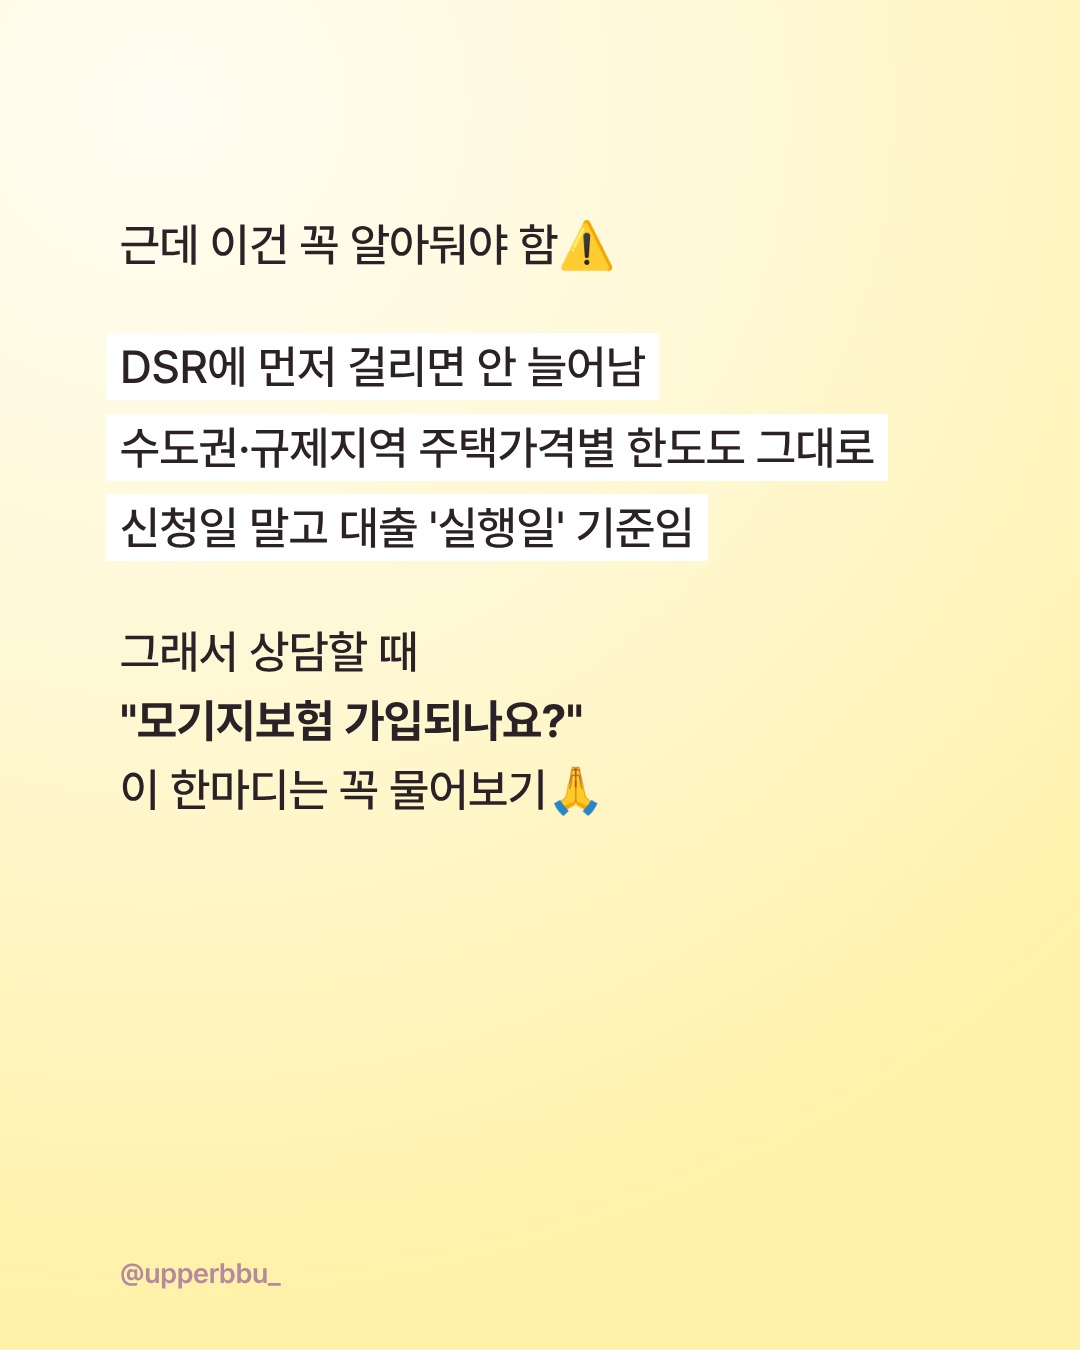 근데 이건 꼭 알아둬야 함⚠️
DSR에 먼저 걸리면 안 늘어남
수도권·규제지역 주택가격별 한도도 그대로
신청일 말고 대출 '실행일' 기준임
그래서 상담할 때
"모기지보험 가입되나요?"
이 한마디는 꼭 물어보기🙏
@upperbbu_